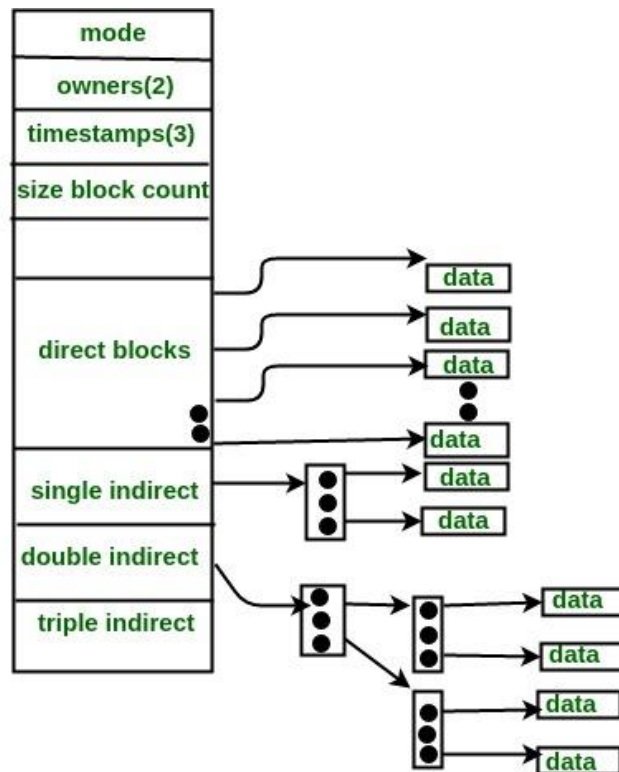 mode
owners(2)
timestamps(3)
size block count
direct blocks
single indirect
double indirect
triple indirect
data
data
data
data
data
data
data
data
data
data